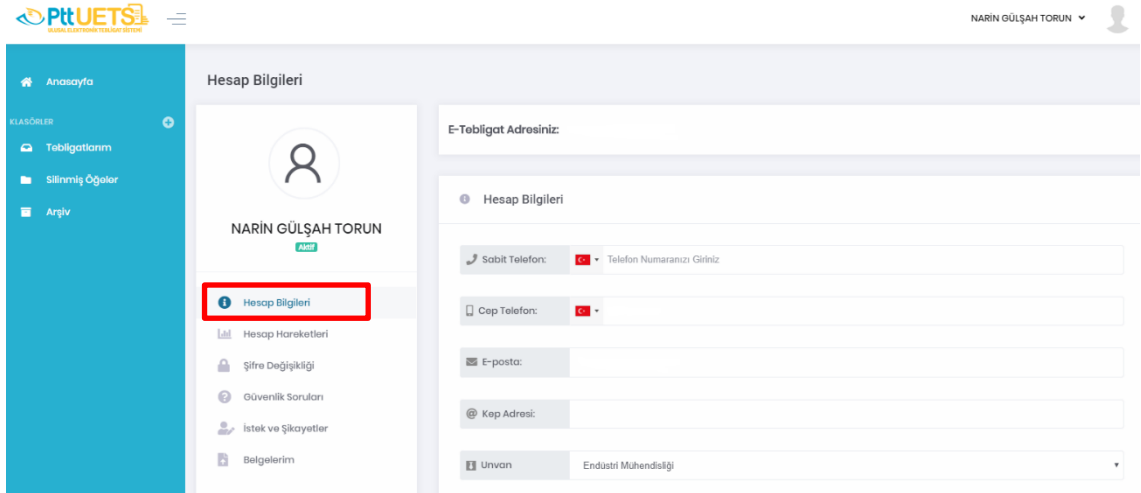 PttUETS
ULUSAL ELEKTRONİK TEBLİGAT SİSTEMİ
NARİN GÜLŞAH TORUN
Anasayfa
KLASÖRLER
Tebligatlarım
Silinmiş Öğeler
Arşiv
Hesap Bilgileri
NARİN GÜLŞAH TORUN
Aktif
Hesap Bilgileri
Hesap Hareketleri
Şifre Değişikliği
Güvenlik Soruları
İstek ve Şikayetler
Belgelerim
E-Tebligat Adresiniz:
Hesap Bilgileri
Sabit Telefon: Telefon Numaranızı Giriniz
Cep Telefon:
E-posta:
Kep Adresi:
Unvan Endüstri Mühendisliği